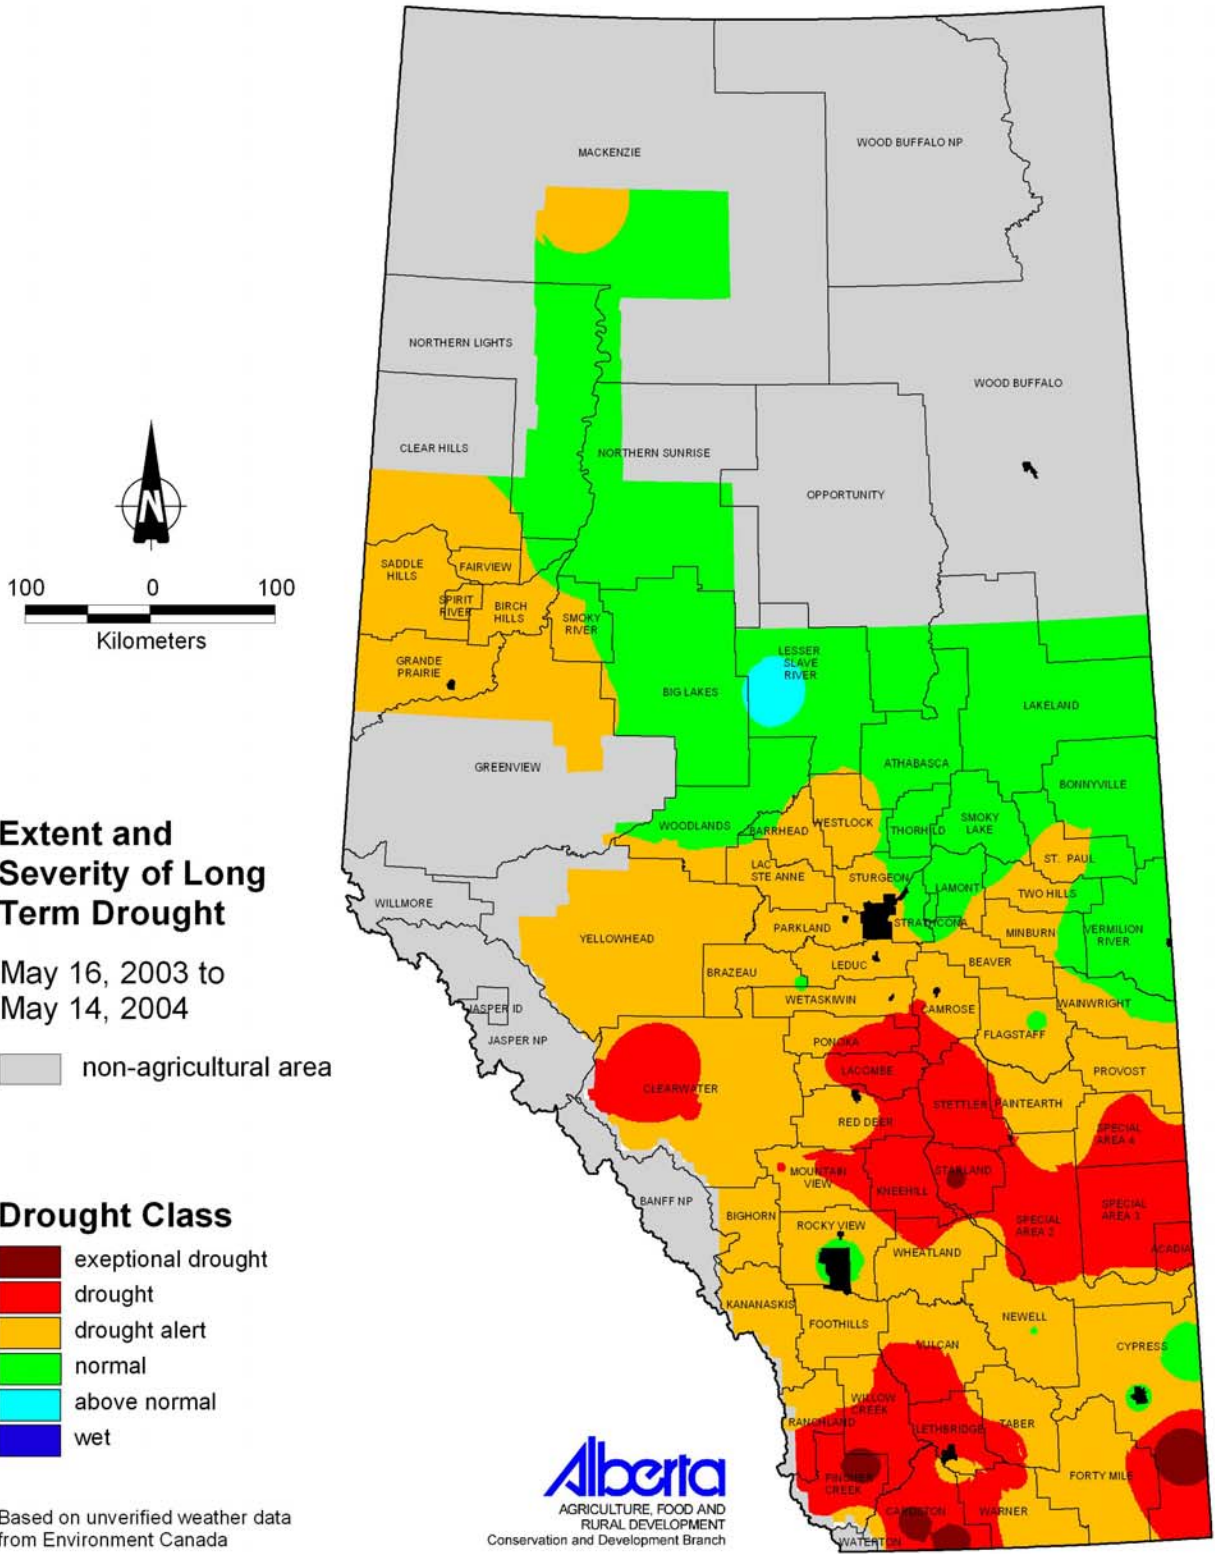 MACKENZIE
WOOD BUFFALO NP
NORTHERN LIGHTS
WOOD BUFFALO
CLEAR HILLS
NORTHERN SUNRISE
OPPORTUNITY
N
SADDLE
HILLS
FAIRVIEW
SPIRIT
RIVER
BIRCH
HILLS
SMOKY
RIVER
100 0 100
Kilometers
GRANDE
PRAIRIE
LESSER
SLAVE
RIVER
BIG LAKES
LAKELAND
GREENVIEW
ATHABASCA
BONNYVILLE
WOODLANDS
BARRHEAD
WESTLOCK
THORHILD
SMOKY
LAKE
Extent and
Severity of Long
Term Drought
May 16, 2003 to
May 14, 2004
non-agricultural area
LAC
STE ANNE
STURGEON
ST. PAUL
LAMONT
TWO HILLS
WILLMORE
PARKLAND
STRATHCONA
MINBURN
VERMILION
RIVER
YELLOWHEAD
BRAZEAU
LEDUC
BEAVER
WETASKIWIN
CAMROSE
WAINWRIGHT
JASPER ID
JASPER NP
PONOKA
FLAGSTAFF
LACOMBE
PROVOST
CLEARWATER
STETTLER
PAINTEARTH
RED DEER
SPECIAL
AREA 4
MOUNTAIN
VIEW
STARLAND
KNEEHILL
BANFF NP
BIGHORN
ROCKY VIEW
SPECIAL
AREA 2
SPECIAL
AREA 3
WHEATLAND
ACADIA
KANANASKIS
FOOTHILLS
NEWELL
VULCAN
CYPRESS
WILLOW
CREEK
RANCHLAND
LETHBRIDGE
TABER
PINCHER
CREEK
FORTY MILE
CARDSTON
WARNER
WATERTON
Drought Class
exeptional drought
drought
drought alert
normal
above normal
wet
Based on unverified weather data
from Environment Canada
Alberta
AGRICULTURE, FOOD AND
RURAL DEVELOPMENT
Conservation and Development Branch